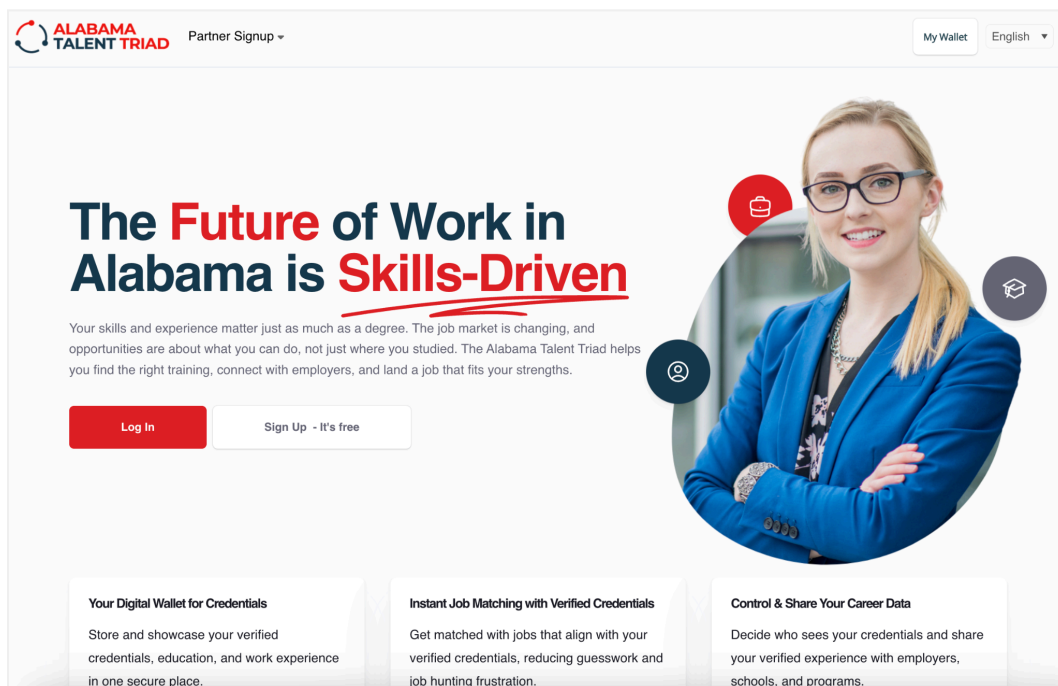 ALABAMA
TALENT TRIAD
Partner Signup
My Wallet
English
The Future of Work in
Alabama is Skills-Driven
Your skills and experience matter just as much as a degree. The job market is changing, and
opportunities are about what you can do, not just where you studied. The Alabama Talent Triad helps
you find the right training, connect with employers, and land a job that fits your strengths.
Log In
Sign Up - It's free
Your Digital Wallet for Credentials
Store and showcase your verified
credentials, education, and work experience
in one secure place.
Instant Job Matching with Verified Credentials
Get matched with jobs that align with your
verified credentials, reducing guesswork and
job hunting frustration.
Control & Share Your Career Data
Decide who sees your credentials and share
your verified experience with employers,
schools, and programs.